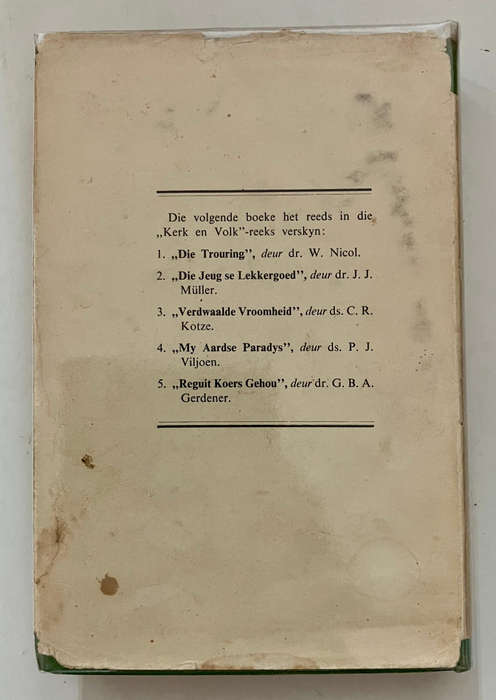 Die volgende boeke het reeds in die
„Kerk en Volk”-reeks verskyn:
1. „Die Trouring”, deur dr. W. Nicol.
2. „Die Jeug se Lekkergoed”, deur dr. J. J.
Müller.
3. „Verdwaalde Vroomheid”, deur ds. C. R.
Kotze.
4. „My Aardse Paradys”, deur ds. P. J.
Viljoen.
5. „Reguit Koers Gehou”, deur dr. G. B. A.
Gerdener.